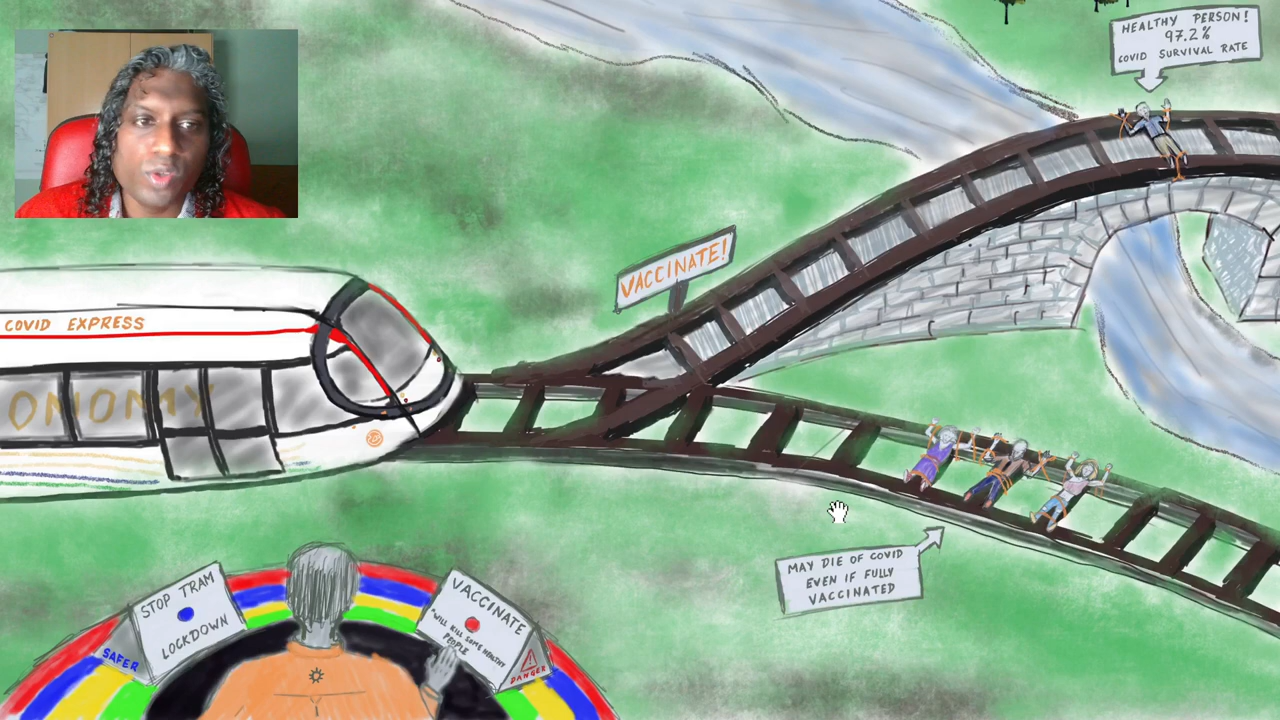 HEALTHY PERSON!
97.2%
COVID SURVIVAL RATE
VACCINATE!
COVID EXPRESS
ONOMY
MAY DIE OF COVID
EVEN IF FULLY
VACCINATED
STOP TRAM
LOCKDOWN
SAFER
VACCINATE
"WILL KILL SOME HEALTHY
PEOPLE
DANGER